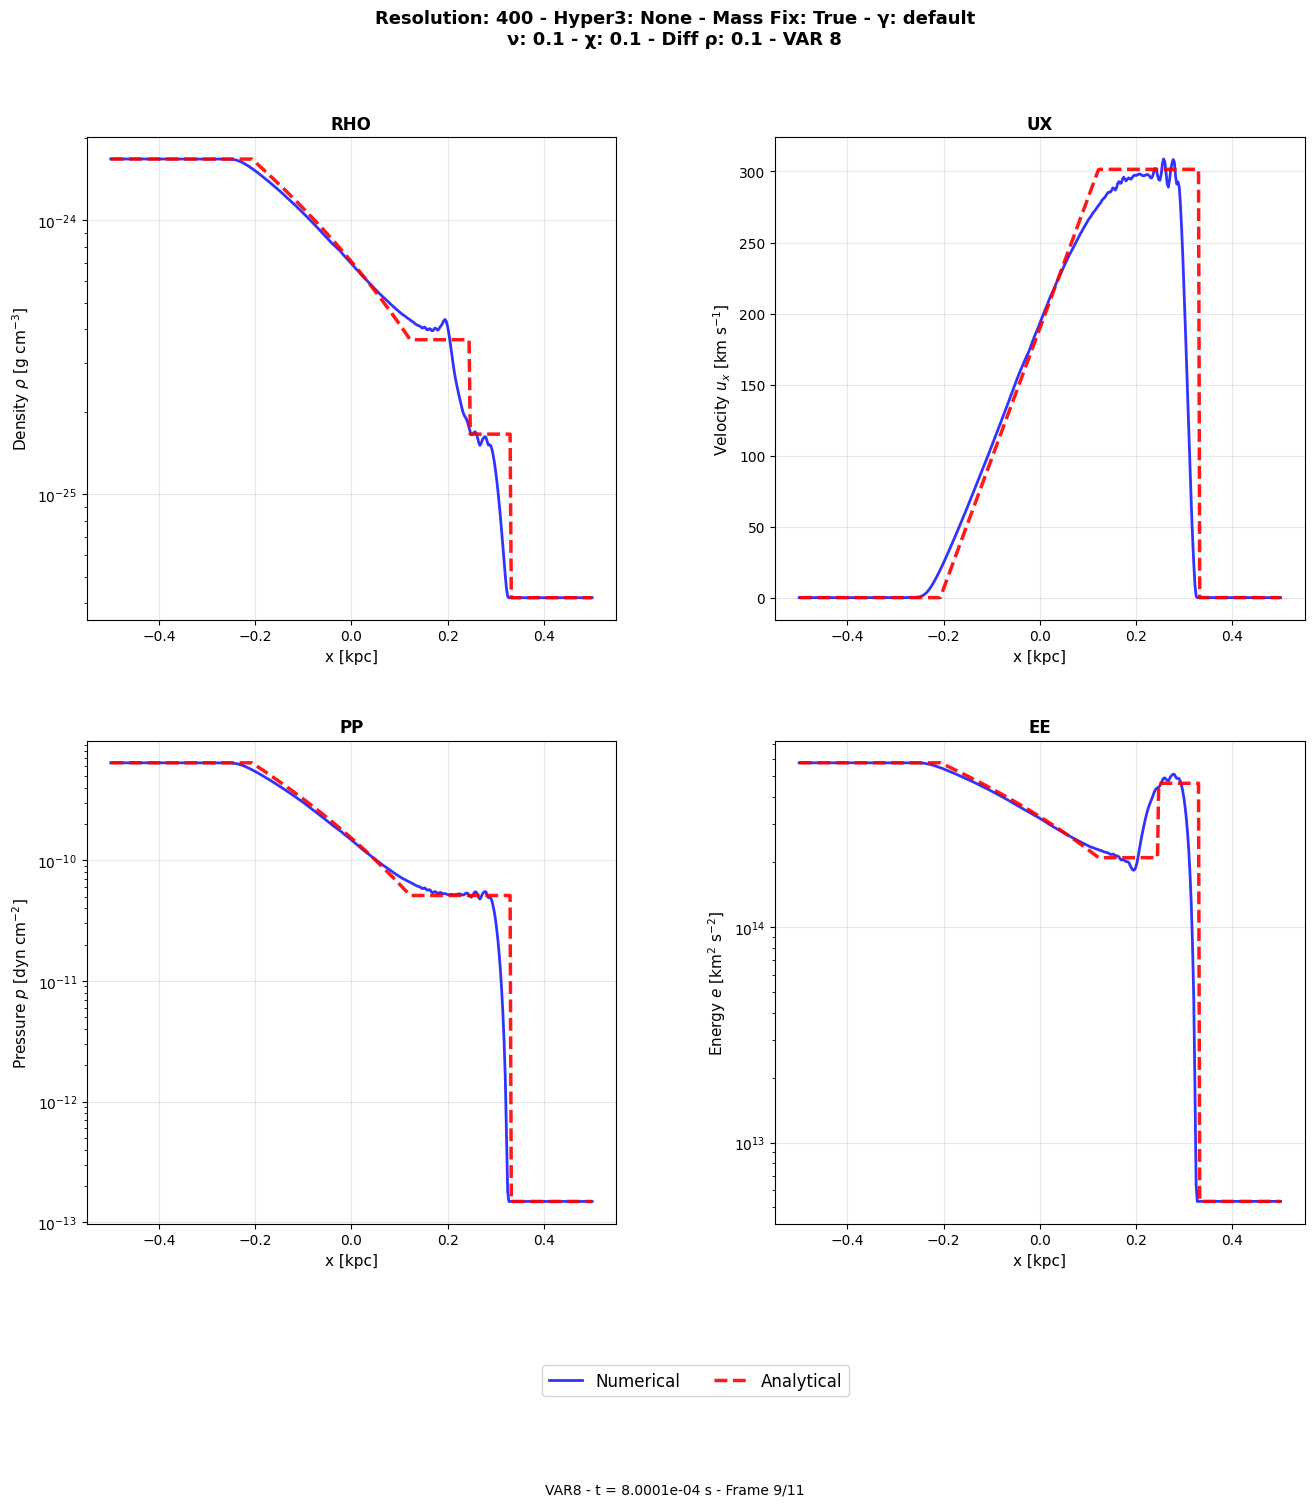 Resolution: 400 - Hyper3: None - Mass Fix: True - γ: default
ν: 0.1 - χ: 0.1 - Diff ρ: 0.1 - VAR 8
RHO
10⁻²⁴
10⁻²⁵
Density ρ [g cm⁻³]
−0.4 −0.2 0.0 0.2 0.4
x [kpc]
UX
300
250
200
150
100
50
0
Velocity uₓ [km s⁻¹]
−0.4 −0.2 0.0 0.2 0.4
x [kpc]
PP
10⁻¹⁰
10⁻¹¹
10⁻¹²
10⁻¹³
Pressure p [dyn cm⁻²]
−0.4 −0.2 0.0 0.2 0.4
x [kpc]
EE
10¹⁴
10¹³
Energy e [km² s⁻²]
−0.4 −0.2 0.0 0.2 0.4
x [kpc]
Numerical Analytical
VAR8 - t = 8.0001e-04 s - Frame 9/11